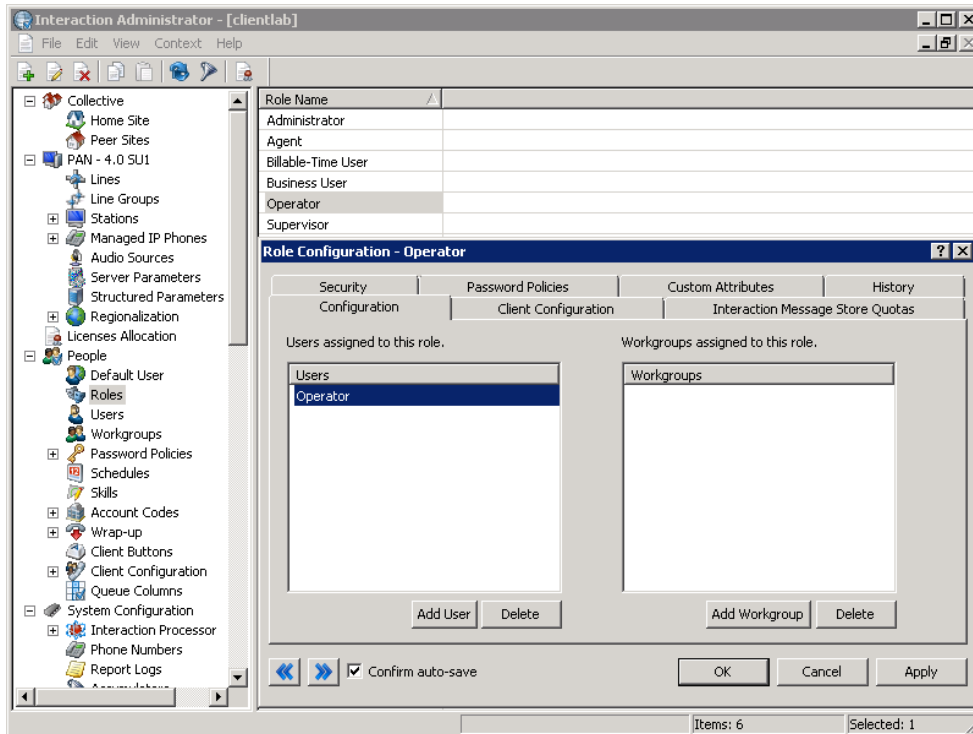 Interaction Administrator - [clientlab]
File Edit View Context Help
Collective
Home Site
Peer Sites
PAN - 4.0 SU1
Lines
Line Groups
Stations
Managed IP Phones
Audio Sources
Server Parameters
Structured Parameters
Regionalization
Licenses Allocation
People
Default User
Roles
Users
Workgroups
Password Policies
Schedules
Skills
Account Codes
Wrap-up
Client Buttons
Client Configuration
Queue Columns
System Configuration
Interaction Processor
Phone Numbers
Report Logs
Role Name
Administrator
Agent
Billable-Time User
Business User
Operator
Supervisor
Role Configuration - Operator
Security Password Policies Custom Attributes History
Configuration Client Configuration Interaction Message Store Quotas
Users assigned to this role. Workgroups assigned to this role.
Users Workgroups
Operator
Add User Delete Add Workgroup Delete
Confirm auto-save OK Cancel Apply
Items: 6 Selected: 1